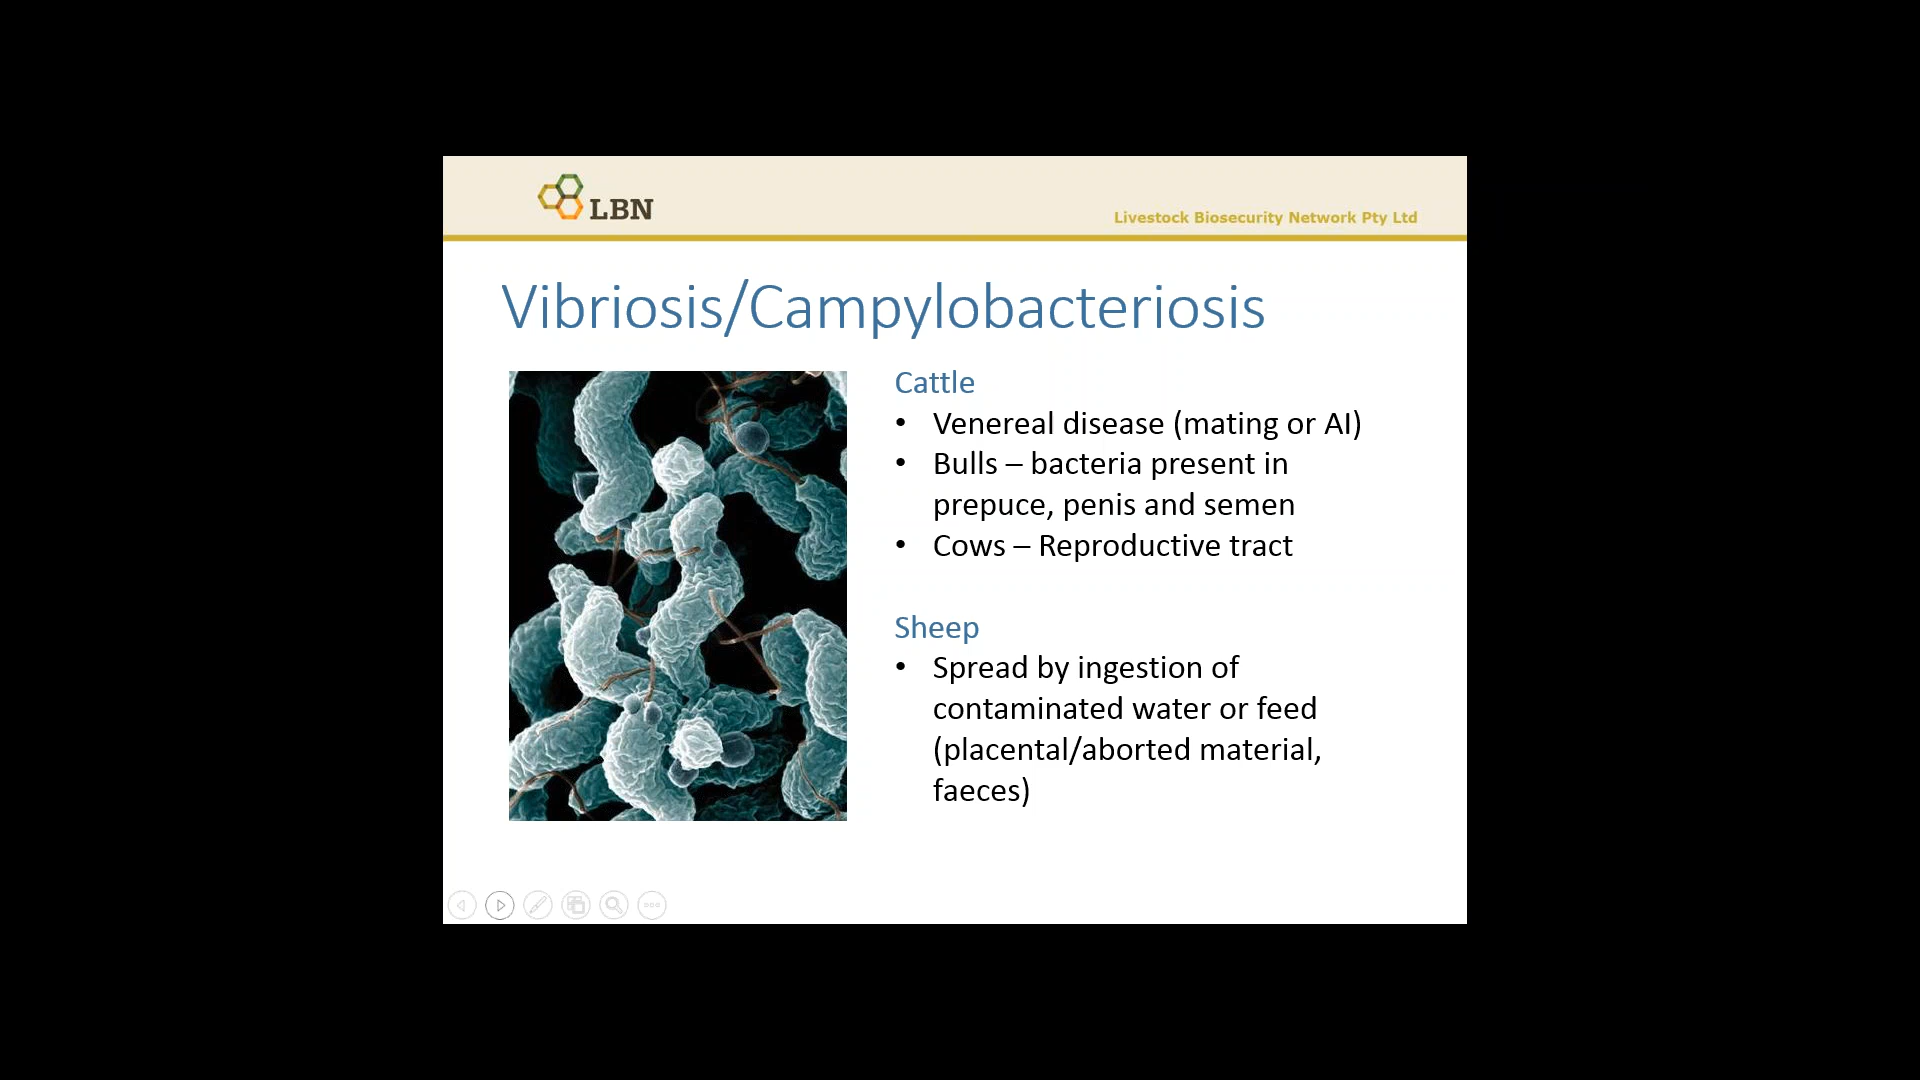 LBN
Livestock Biosecurity Network Pty Ltd
Vibriosis/Campylobacteriosis
Cattle
• Venereal disease (mating or AI)
• Bulls – bacteria present in
prepuce, penis and semen
• Cows – Reproductive tract
Sheep
• Spread by ingestion of
contaminated water or feed
(placental/aborted material,
faeces)